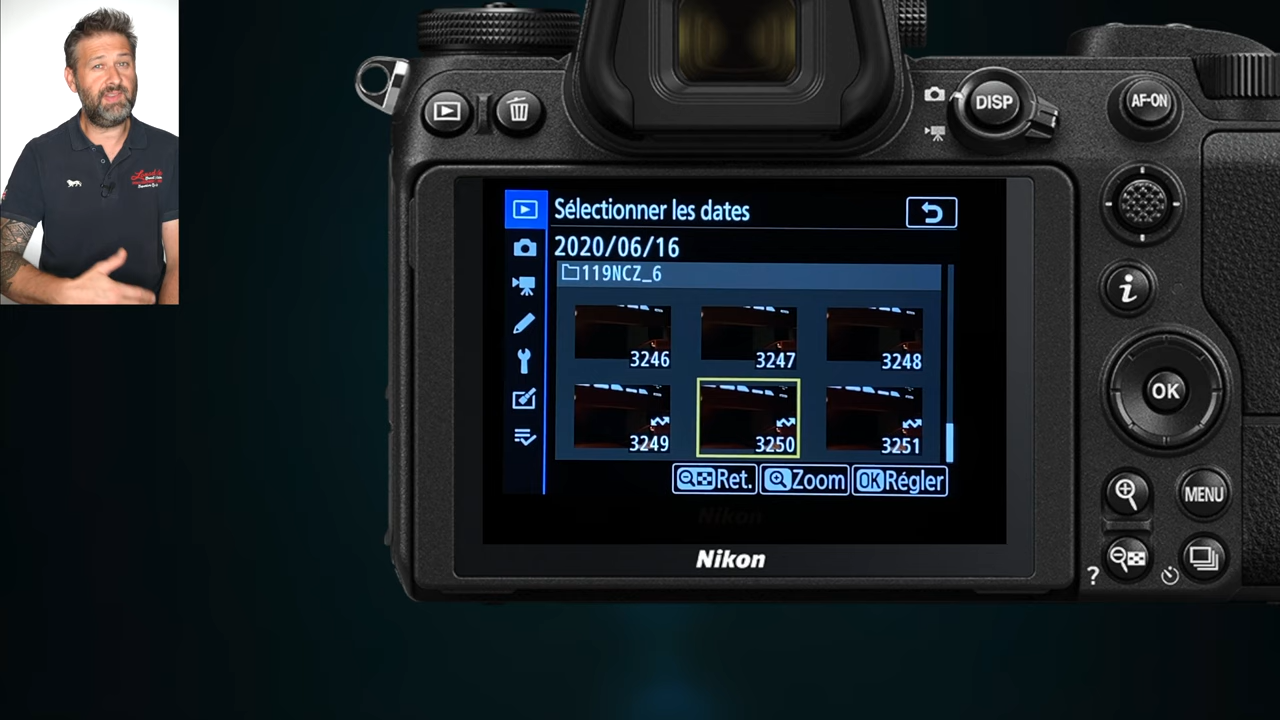 DISP
AF-ON
Sélectionner les dates
2020/06/16
119NCZ_6
3246 3247 3248
3249 3250 3251
Ret. Zoom OK Régler
i
OK
MENU
?
Nikon